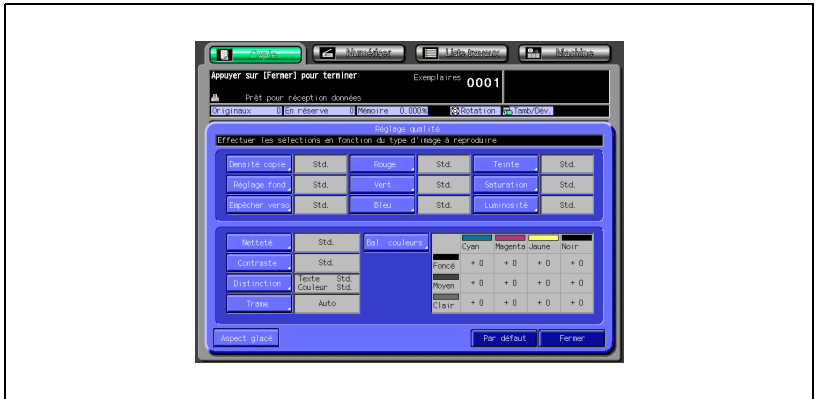 Copie Numériser Liste travaux Machine
Appuyer sur [Fermer] pour terminer
Exemplaires 0001
Prêt pour réception données
Originaux 0 En réserve 0 Mémoire 0.000% Rotation Tamb/Dév.
Réglage qualité
Effectuer les sélections en fonction du type d'image à reproduire
Densité copie Std. Rouge Std. Teinte Std.
Réglage fond Std. Vert Std. Saturation Std.
Empêcher verso Std. Bleu Std. Luminosité Std.
Netteté Std. Bal. couleurs Cyan Magenta Jaune Noir
Contraste Std. Foncé + 0 + 0 + 0 + 0
Distinction Texte Std. Couleur Std. Moyen + 0 + 0 + 0 + 0
Trame Auto Clair + 0 + 0 + 0 + 0
Aspect glacé Par défaut Fermer